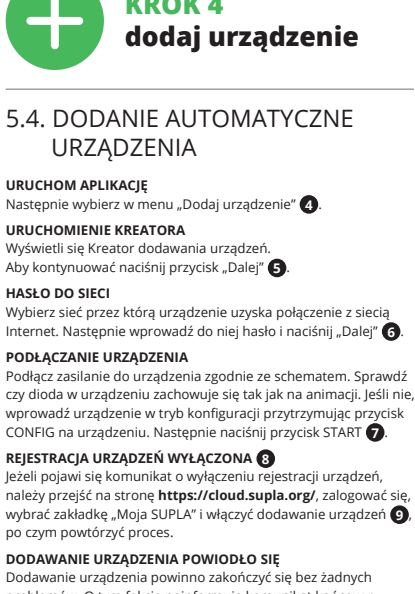 KROK 4
dodaj urządzenie
5.4. DODANIE AUTOMATYCZNE
URZĄDZENIA
URUCHOM APLIKACJĘ
Następnie wybierz w menu „Dodaj urządzenie” 4.
URUCHOMIENIE KREATORA
Wyświetli się Kreator dodawania urządzeń.
Aby kontynuować naciśnij przycisk „Dalej” 5.
HASŁO DO SIECI
Wybierz sieć przez którą urządzenie uzyska połączenie z siecią
Internet. Następnie wprowadź do niej hasło i naciśnij „Dalej” 6.
PODŁĄCZANIE URZĄDZENIA
Podłącz zasilanie do urządzenia zgodnie ze schematem. Sprawdź
czy dioda w urządzeniu zachowuje się tak jak na animacji. Jeśli nie,
wprowadź urządzenie w tryb konfiguracji przytrzymując przycisk
CONFIG na urządzeniu. Następnie naciśnij przycisk START 7.
REJESTRACJA URZĄDZEŃ WYŁĄCZONA 8
Jeżeli pojawi się komunikat o wyłączeniu rejestracji urządzeń,
należy przejść na stronę https://cloud.supla.org/, zalogować się,
wybrać zakładkę „Moja SUPLA” i włączyć dodawanie urządzeń 9,
po czym powtórzyć proces.
DODAWANIE URZĄDZENIA POWIODŁO SIĘ
Dodawanie urządzenia powinno zakończyć się bez żadnych